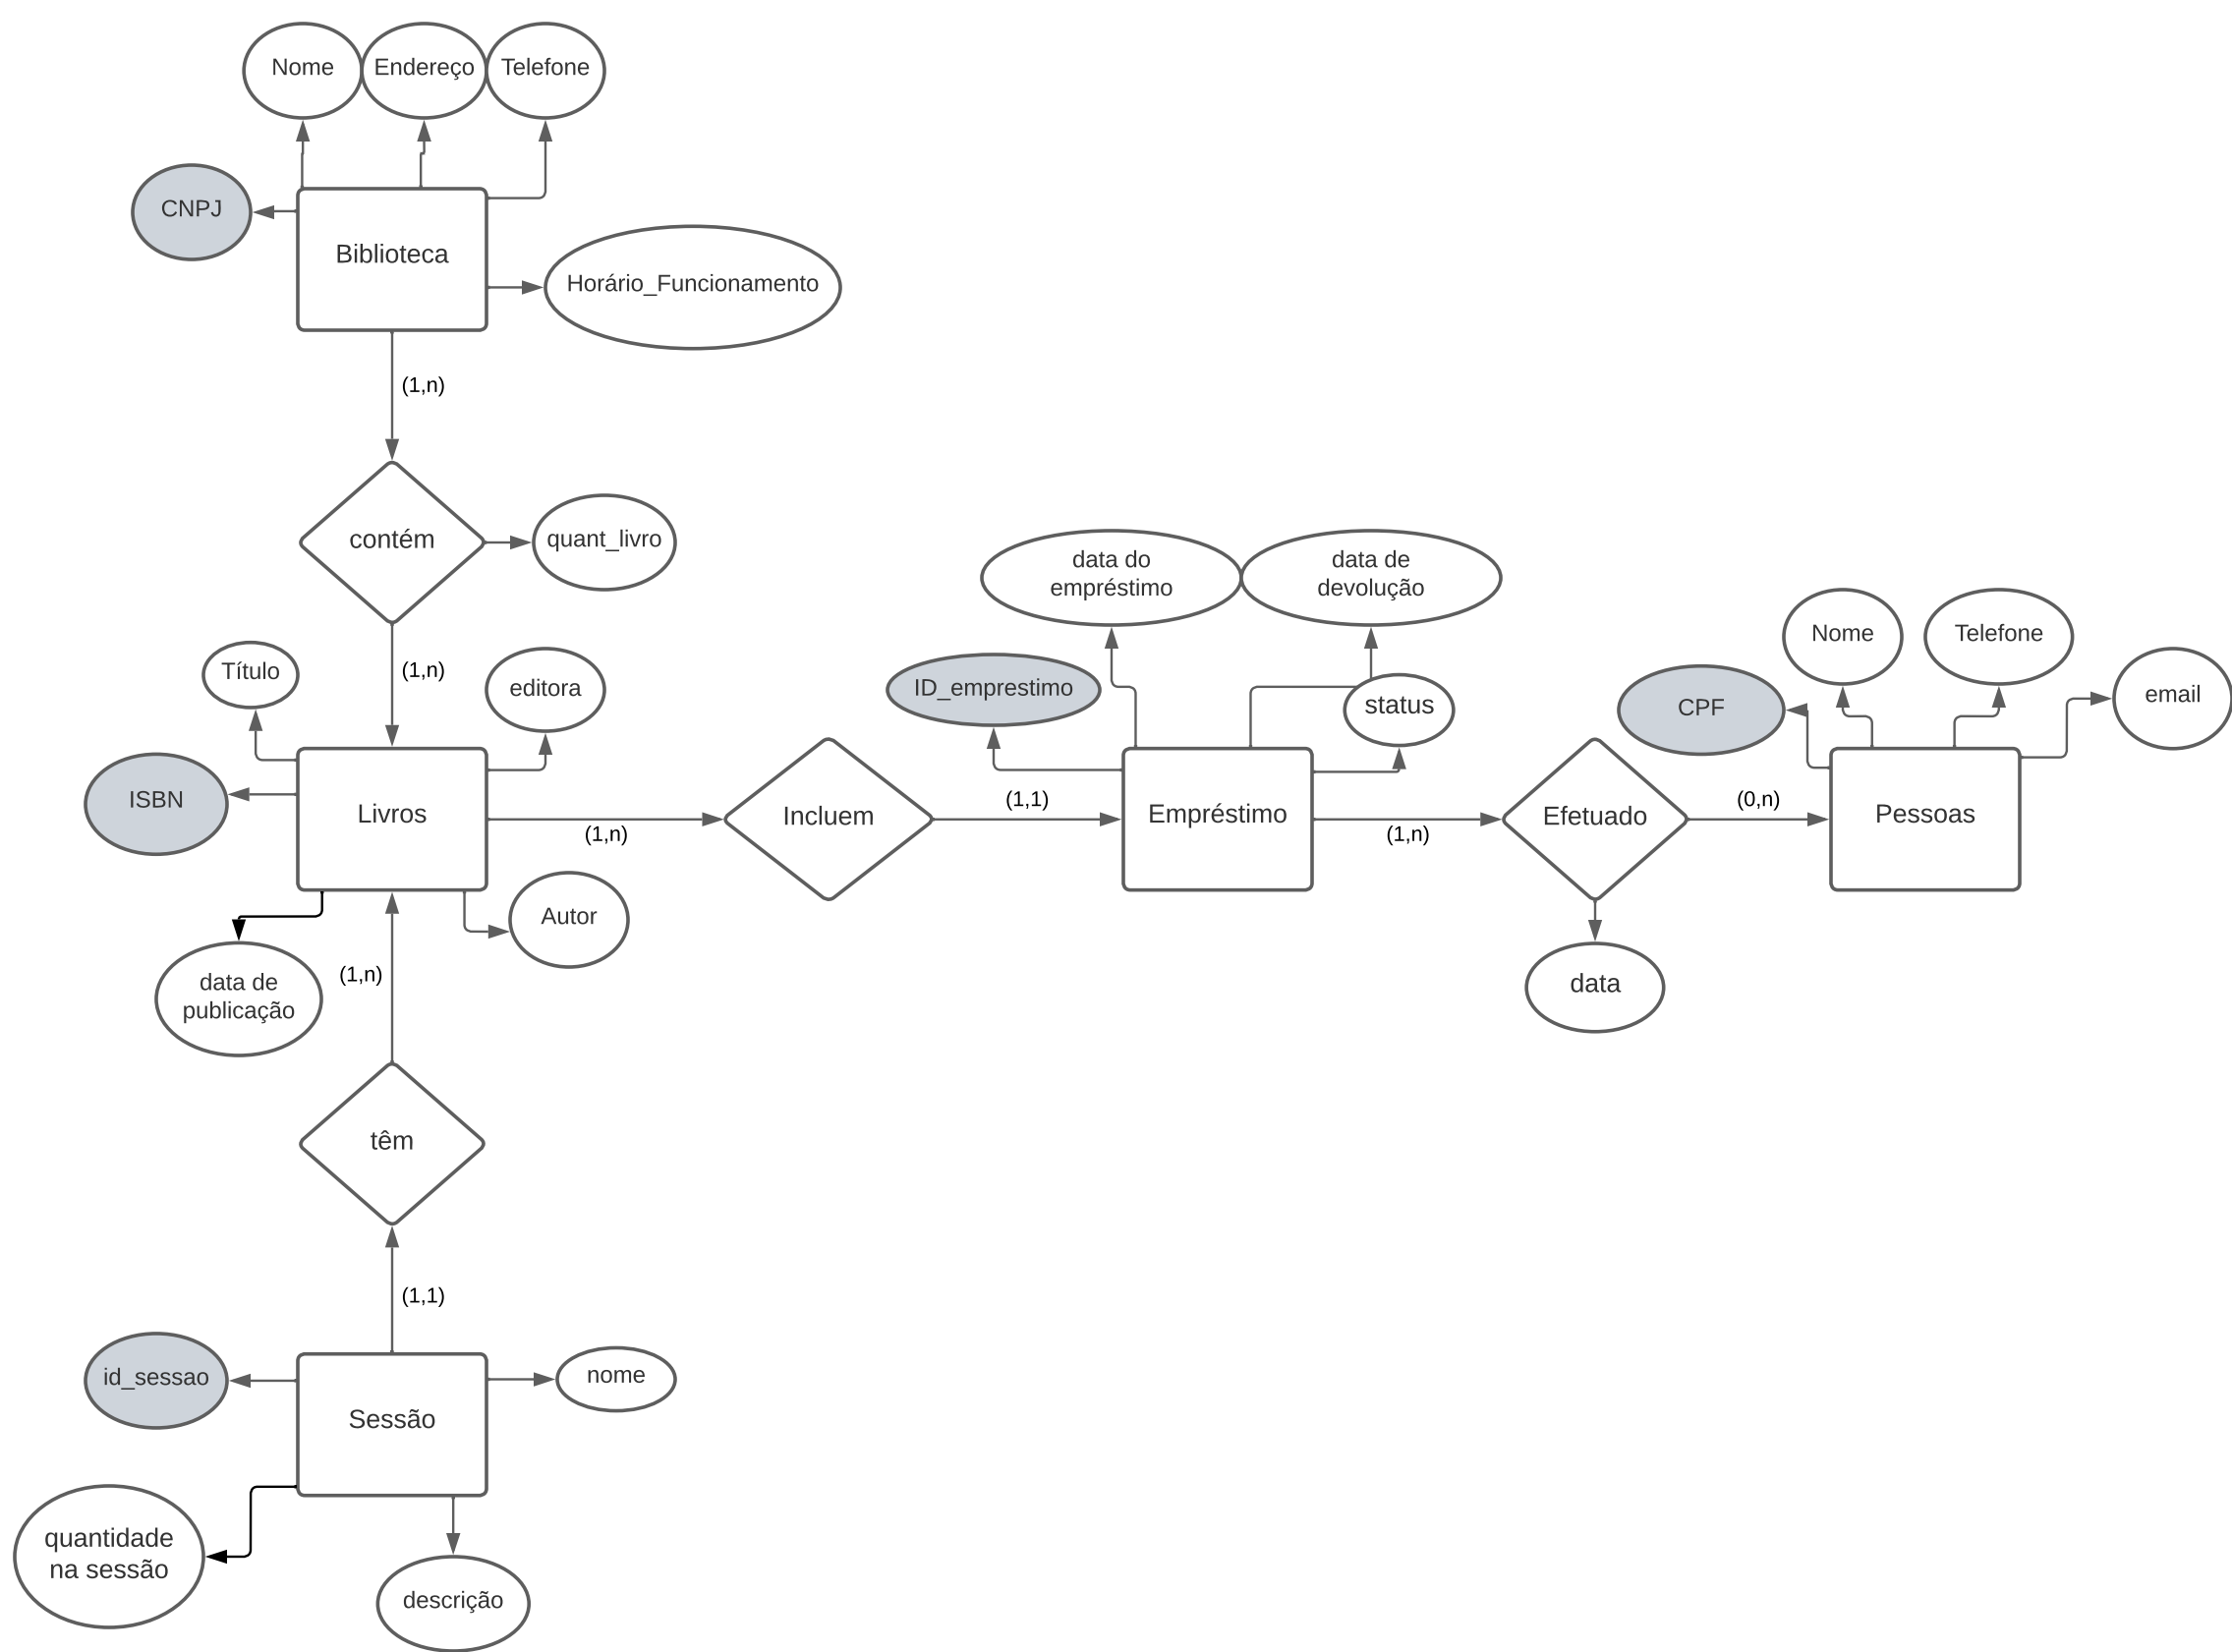 Nome
Endereço
Telefone
CNPJ
Biblioteca
Horário_Funcionamento
(1,n)
contém
quant_livro
(1,n)
Título
editora
ISBN
Livros
(1,n)
Incluem
(1,1)
data do
empréstimo
data de
devolução
ID_emprestimo
status
Empréstimo
(1,n)
Efetuado
(0,n)
data
Nome
Telefone
CPF
email
Pessoas
Autor
data de
publicação
(1,n)
têm
(1,1)
id_sessao
nome
Sessão
quantidade
na sessão
descrição